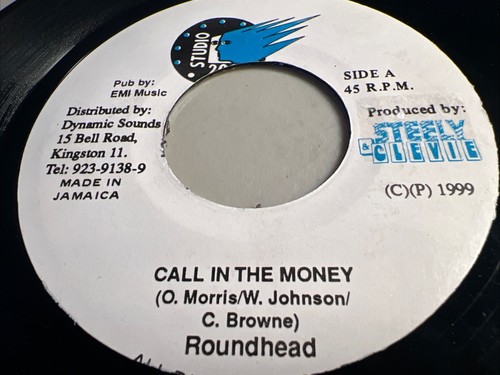 STUDIO
Pub by:
EMI Music
Distributed by:
Dynamic Sounds
15 Bell Road,
Kingston 11.
Tel: 923-9138-9
MADE IN
JAMAICA
SIDE A
45 R.P.M.
Produced by:
STEELY
& CLEVIE
(C)(P) 1999
CALL IN THE MONEY
(O. Morris/W. Johnson/
C. Browne)
Roundhead